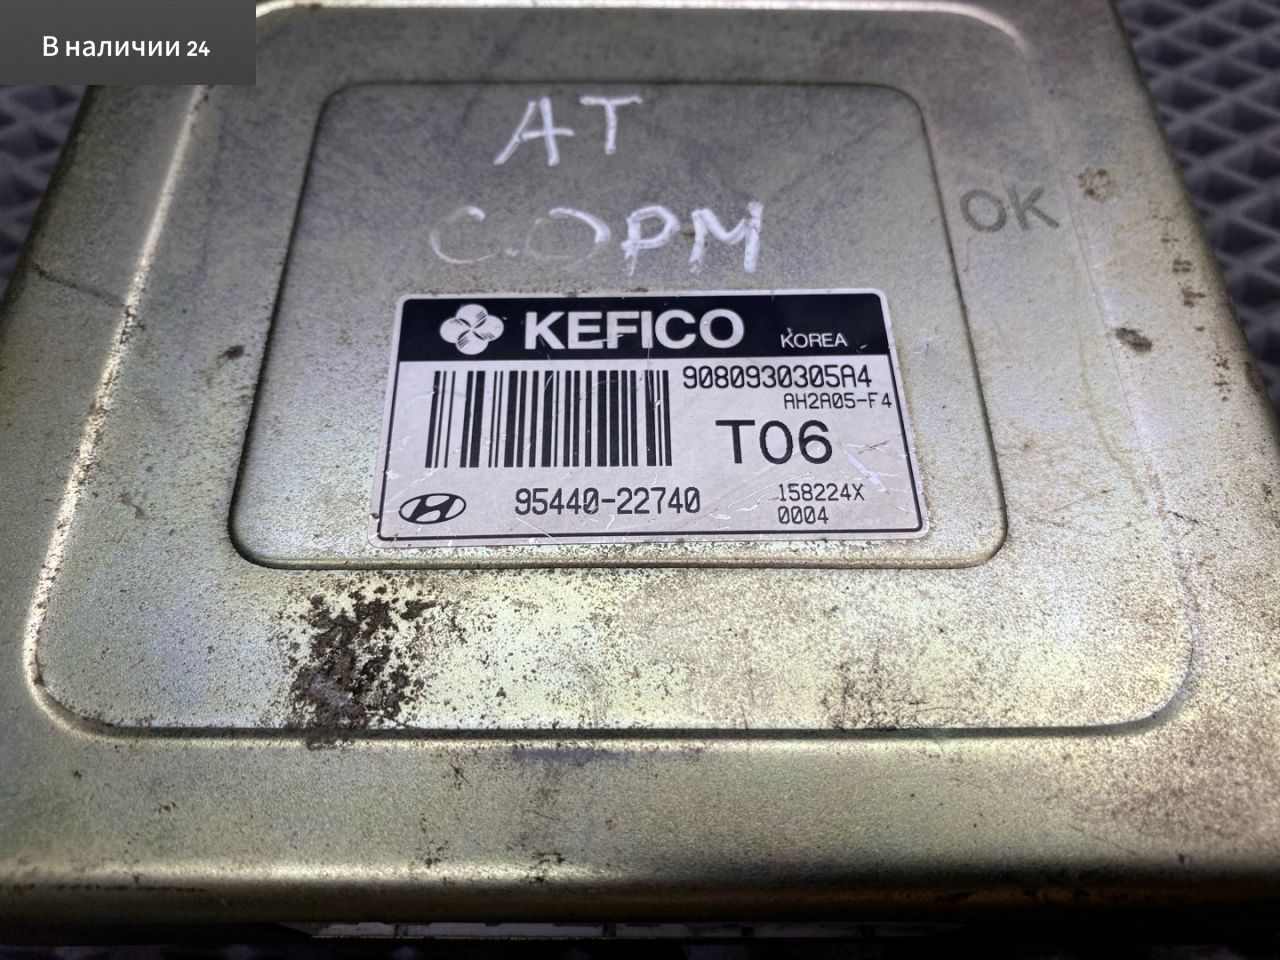 В наличии 24
AT
C.OPM
OK
KEFICO KOREA
9080930305A4
AH2A05-F4
T06
95440-22740
158224X
0004